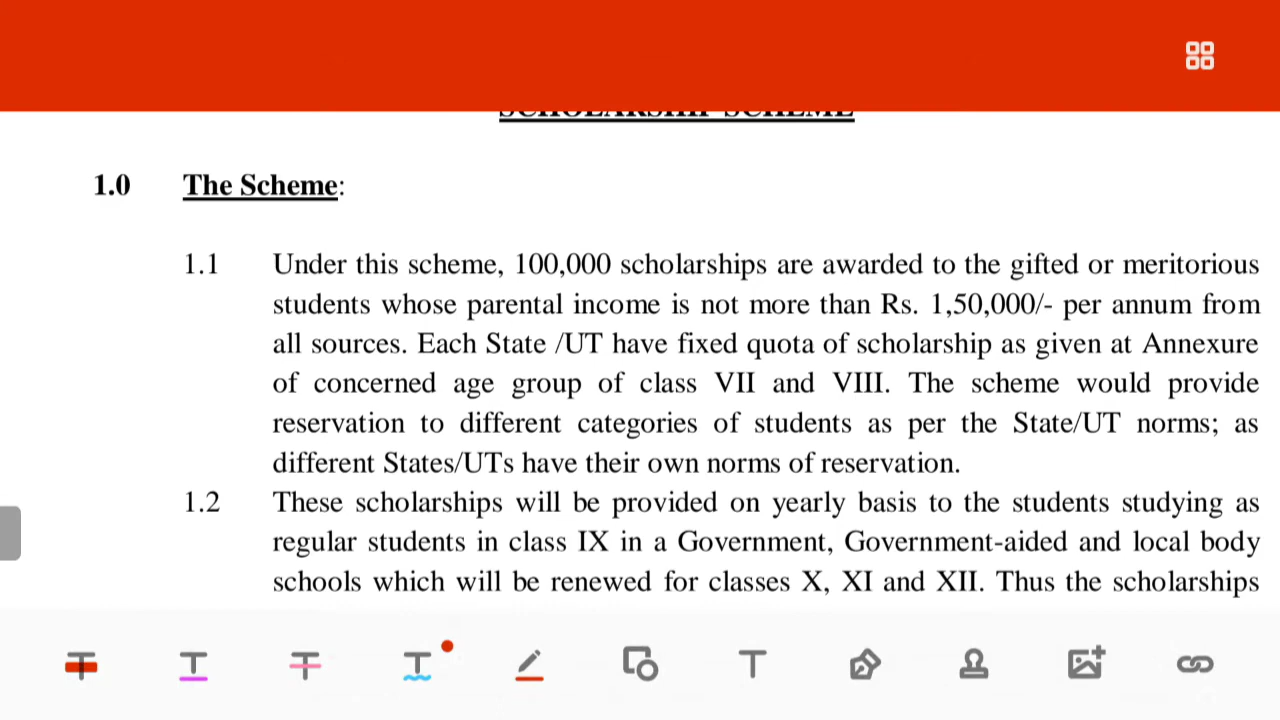 SCHOLARSHIP SCHEME
1.0 The Scheme:
1.1 Under this scheme, 100,000 scholarships are awarded to the gifted or meritorious
students whose parental income is not more than Rs. 1,50,000/- per annum from
all sources. Each State /UT have fixed quota of scholarship as given at Annexure
of concerned age group of class VII and VIII. The scheme would provide
reservation to different categories of students as per the State/UT norms; as
different States/UTs have their own norms of reservation.
1.2 These scholarships will be provided on yearly basis to the students studying as
regular students in class IX in a Government, Government-aided and local body
schools which will be renewed for classes X, XI and XII. Thus the scholarships